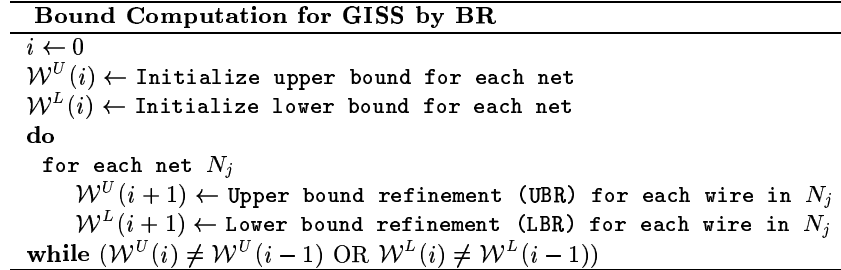 Bound Computation for GISS by BR
i ← 0
𝒲^U(i) ← Initialize upper bound for each net
𝒲^L(i) ← Initialize lower bound for each net
do
for each net N_j
𝒲^U(i + 1) ← Upper bound refinement (UBR) for each wire in N_j
𝒲^L(i + 1) ← Lower bound refinement (LBR) for each wire in N_j
while (𝒲^U(i) ≠ 𝒲^U(i − 1) OR 𝒲^L(i) ≠ 𝒲^L(i − 1))